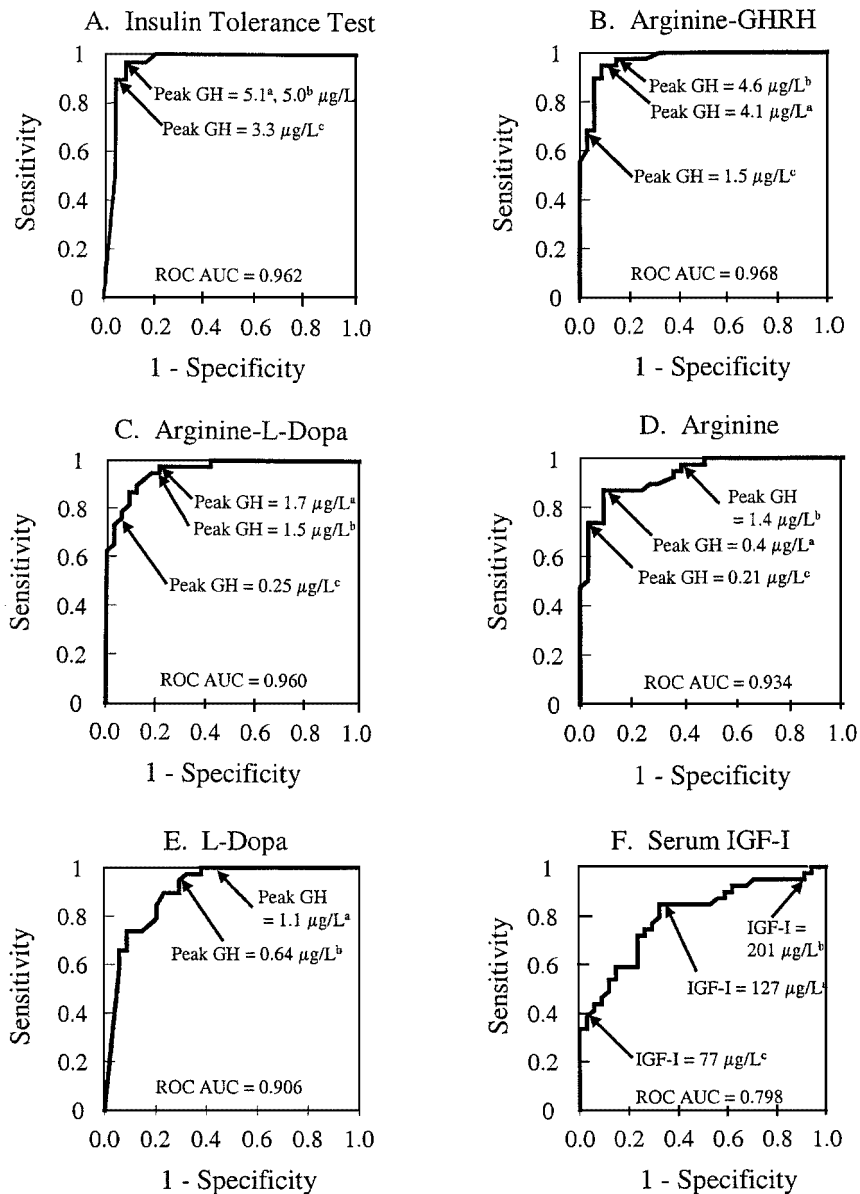 A. Insulin Tolerance Test
1
0.8
0.6
0.4
0.2
0
Sensitivity
Peak GH = 5.1ᵃ, 5.0ᵇ µg/L
Peak GH = 3.3 µg/Lᶜ
ROC AUC = 0.962
0.0 0.2 0.4 0.6 0.8 1.0
1 - Specificity
B. Arginine-GHRH
1
0.8
0.6
0.4
0.2
0
Sensitivity
Peak GH = 4.6 µg/Lᵇ
Peak GH = 4.1 µg/Lᵃ
Peak GH = 1.5 µg/Lᶜ
ROC AUC = 0.968
0.0 0.2 0.4 0.6 0.8 1.0
1 - Specificity
C. Arginine-L-Dopa
1
0.8
0.6
0.4
0.2
0
Sensitivity
Peak GH = 1.7 µg/Lᵃ
Peak GH = 1.5 µg/Lᵇ
Peak GH = 0.25 µg/Lᶜ
ROC AUC = 0.960
0.0 0.2 0.4 0.6 0.8 1.0
1 - Specificity
D. Arginine
1
0.8
0.6
0.4
0.2
0
Sensitivity
Peak GH
= 1.4 µg/Lᵇ
Peak GH = 0.4 µg/Lᵃ
Peak GH = 0.21 µg/Lᶜ
ROC AUC = 0.934
0.0 0.2 0.4 0.6 0.8 1.0
1 - Specificity
E. L-Dopa
1
0.8
0.6
0.4
0.2
0
Sensitivity
Peak GH
= 1.1 µg/Lᵃ
Peak GH = 0.64 µg/Lᵇ
ROC AUC = 0.906
0.0 0.2 0.4 0.6 0.8 1.0
1 - Specificity
F. Serum IGF-I
1
0.8
0.6
0.4
0.2
0
Sensitivity
IGF-I =
201 µg/Lᵇ
IGF-I = 127 µg/Lᵃ
IGF-I = 77 µg/Lᶜ
ROC AUC = 0.798
0.0 0.2 0.4 0.6 0.8 1.0
1 - Specificity